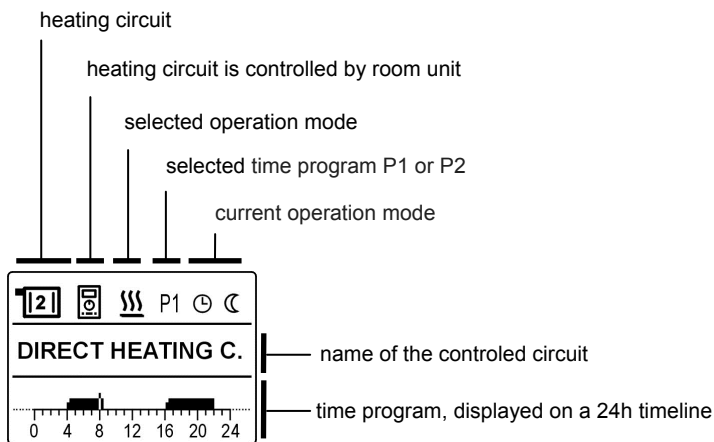 heating circuit
heating circuit is controlled by room unit
selected operation mode
selected time program P1 or P2
current operation mode
2 P1
DIRECT HEATING C.
name of the controled circuit
time program, displayed on a 24h timeline
0 4 8 12 16 20 24